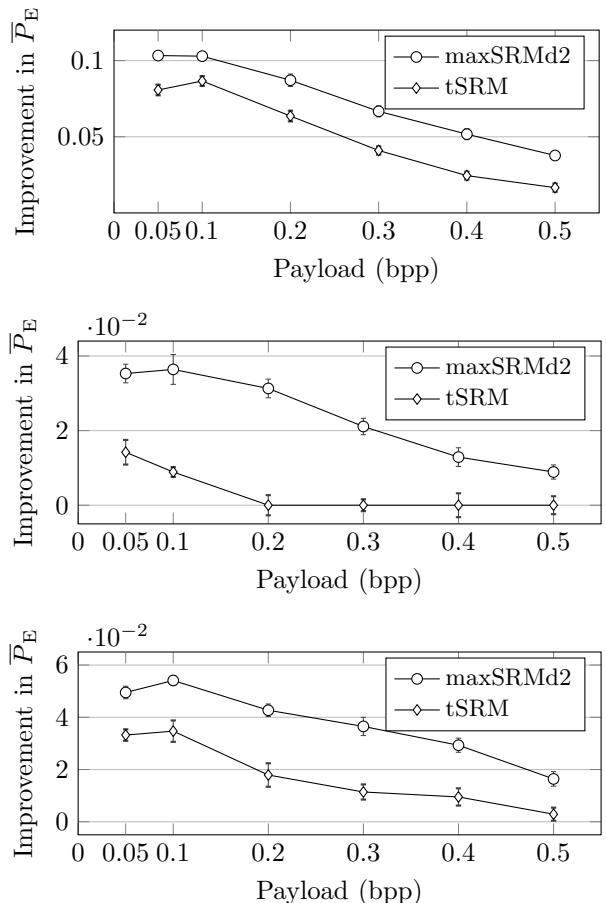 Improvement in P̅E
0.1
0.05
maxSRMd2
tSRM
0 0.05 0.1 0.2 0.3 0.4 0.5
Payload (bpp)
·10−2
Improvement in P̅E
4
2
0
maxSRMd2
tSRM
0 0.05 0.1 0.2 0.3 0.4 0.5
Payload (bpp)
·10−2
Improvement in P̅E
6
4
2
0
maxSRMd2
tSRM
0 0.05 0.1 0.2 0.3 0.4 0.5
Payload (bpp)